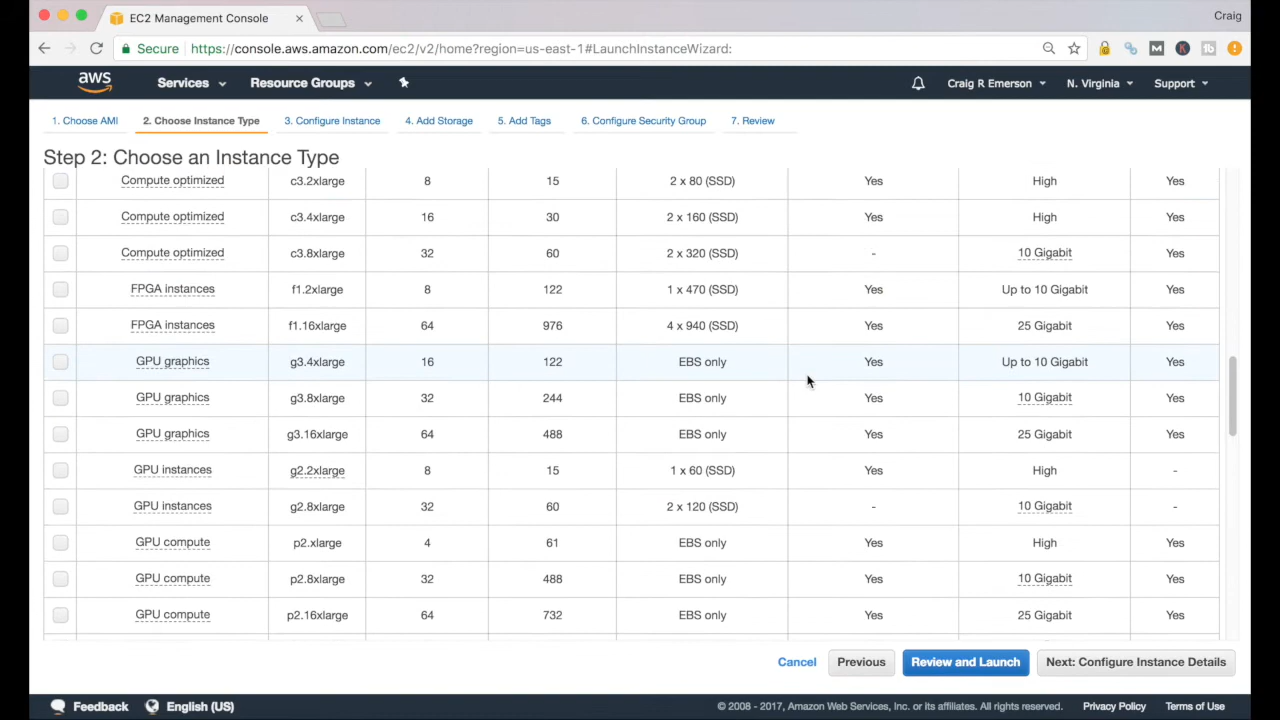 EC2 Management Console
Craig
Secure https://console.aws.amazon.com/ec2/v2/home?region=us-east-1#LaunchInstanceWizard:
aws Services Resource Groups Craig R Emerson N. Virginia Support
1. Choose AMI 2. Choose Instance Type 3. Configure Instance 4. Add Storage 5. Add Tags 6. Configure Security Group 7. Review
Step 2: Choose an Instance Type
Compute optimized c3.2xlarge 8 15 2 x 80 (SSD) Yes High Yes
Compute optimized c3.4xlarge 16 30 2 x 160 (SSD) Yes High Yes
Compute optimized c3.8xlarge 32 60 2 x 320 (SSD) - 10 Gigabit Yes
FPGA instances f1.2xlarge 8 122 1 x 470 (SSD) Yes Up to 10 Gigabit Yes
FPGA instances f1.16xlarge 64 976 4 x 940 (SSD) Yes 25 Gigabit Yes
GPU graphics g3.4xlarge 16 122 EBS only Yes Up to 10 Gigabit Yes
GPU graphics g3.8xlarge 32 244 EBS only Yes 10 Gigabit Yes
GPU graphics g3.16xlarge 64 488 EBS only Yes 25 Gigabit Yes
GPU instances g2.2xlarge 8 15 1 x 60 (SSD) Yes High -
GPU instances g2.8xlarge 32 60 2 x 120 (SSD) - 10 Gigabit -
GPU compute p2.xlarge 4 61 EBS only Yes High Yes
GPU compute p2.8xlarge 32 488 EBS only Yes 10 Gigabit Yes
GPU compute p2.16xlarge 64 732 EBS only Yes 25 Gigabit Yes
Cancel Previous Review and Launch Next: Configure Instance Details
Feedback English (US) © 2008 - 2017, Amazon Web Services, Inc. or its affiliates. All rights reserved. Privacy Policy Terms of Use